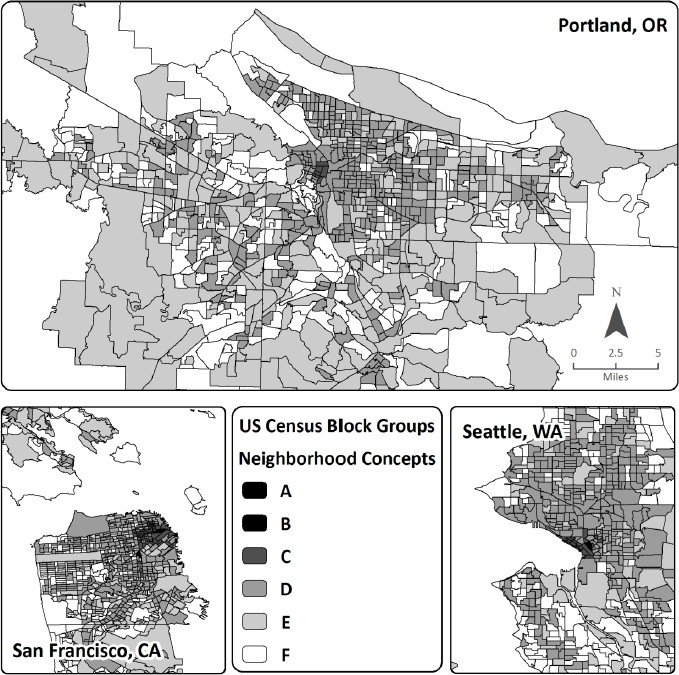 Portland, OR
N
0 2.5 5
Miles
San Francisco, CA
US Census Block Groups
Neighborhood Concepts
A
B
C
D
E
F
Seattle, WA